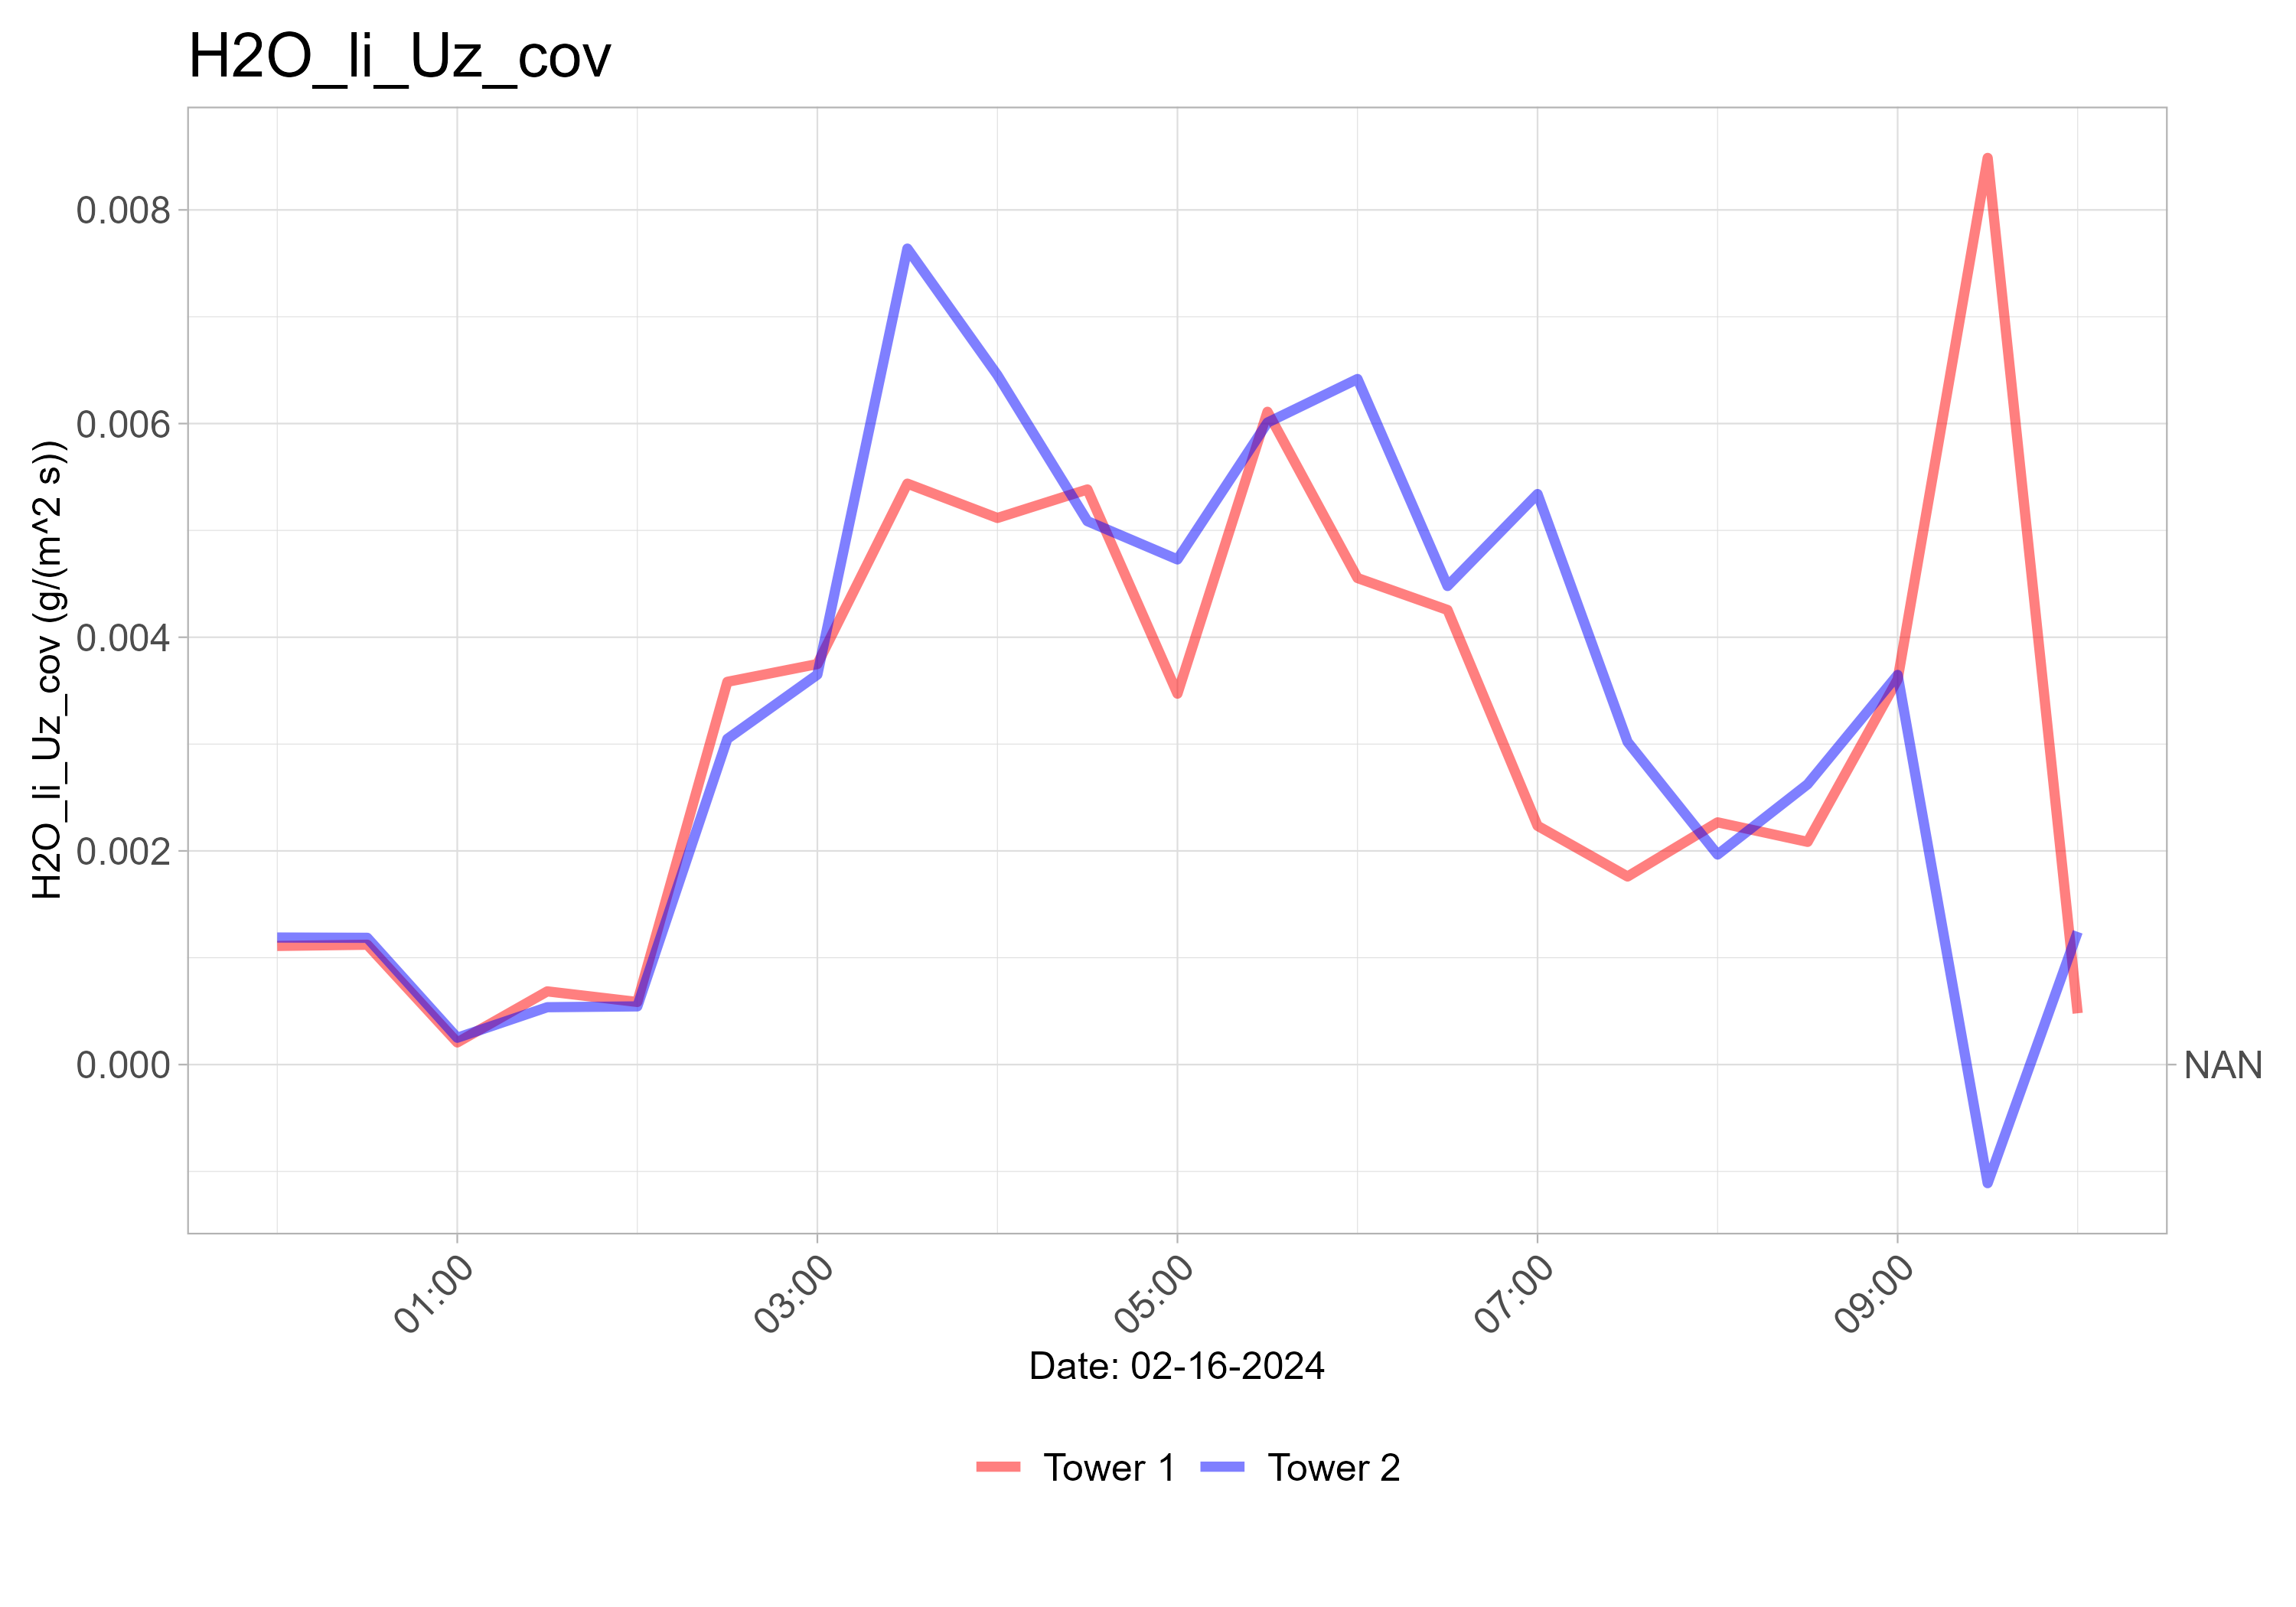 H2O_li_Uz_cov
H2O_li_Uz_cov (g/(m^2 s))
0.008
0.006
0.004
0.002
0.000
NAN
01:00
03:00
05:00
07:00
09:00
Date: 02-16-2024
Tower 1
Tower 2